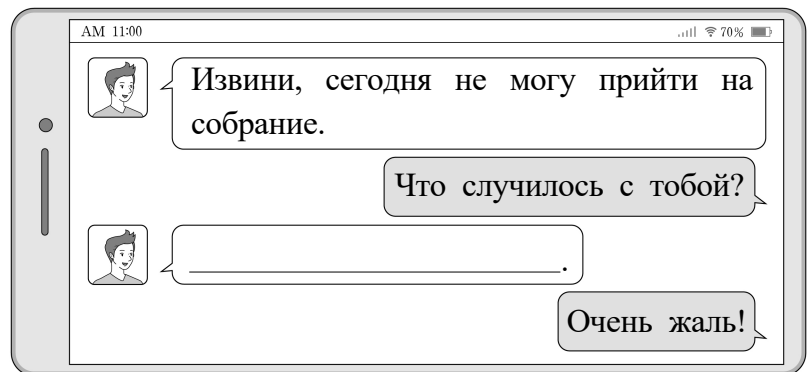 AM 11:00
70%
Извини, сегодня не могу прийти на
собрание.
Что случилось с тобой?
.
Очень жаль!